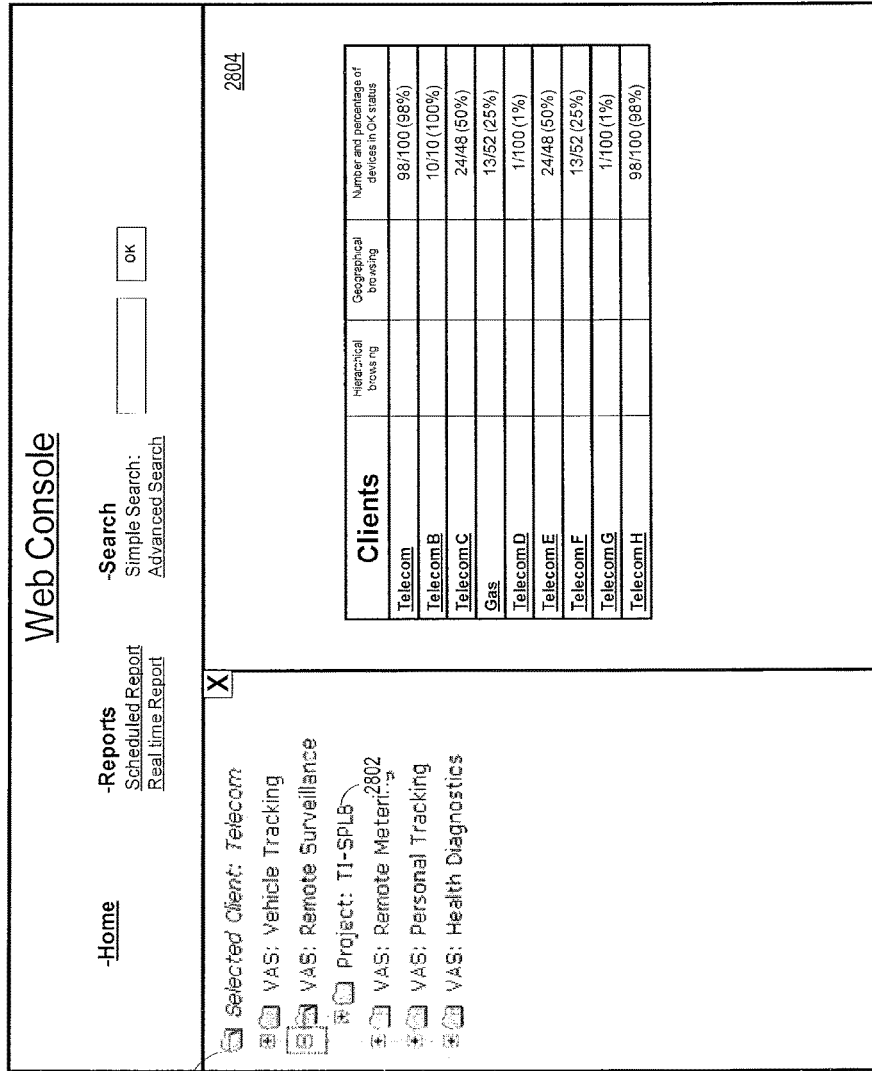 Web Console
-Home
-Reports
Scheduled Report
Real time Report
-Search
Simple Search:
OK
Advanced Search
X
Selected Client: Telecom
VAS: Vehicle Tracking
VAS: Remote Surveillance
Project: TI-SPLB
2802
VAS: Remote Meteri...g
VAS: Personal Tracking
VAS: Health Diagnostics
2804
Clients
Hierarchical browsing
Geographical browsing
Number and percentage of devices in OK status
Telecom 98/100 (98%)
Telecom B 10/10 (100%)
Telecom C 24/48 (50%)
Gas 13/52 (25%)
Telecom D 1/100 (1%)
Telecom E 24/48 (50%)
Telecom F 13/52 (25%)
Telecom G 1/100 (1%)
Telecom H 98/100 (98%)